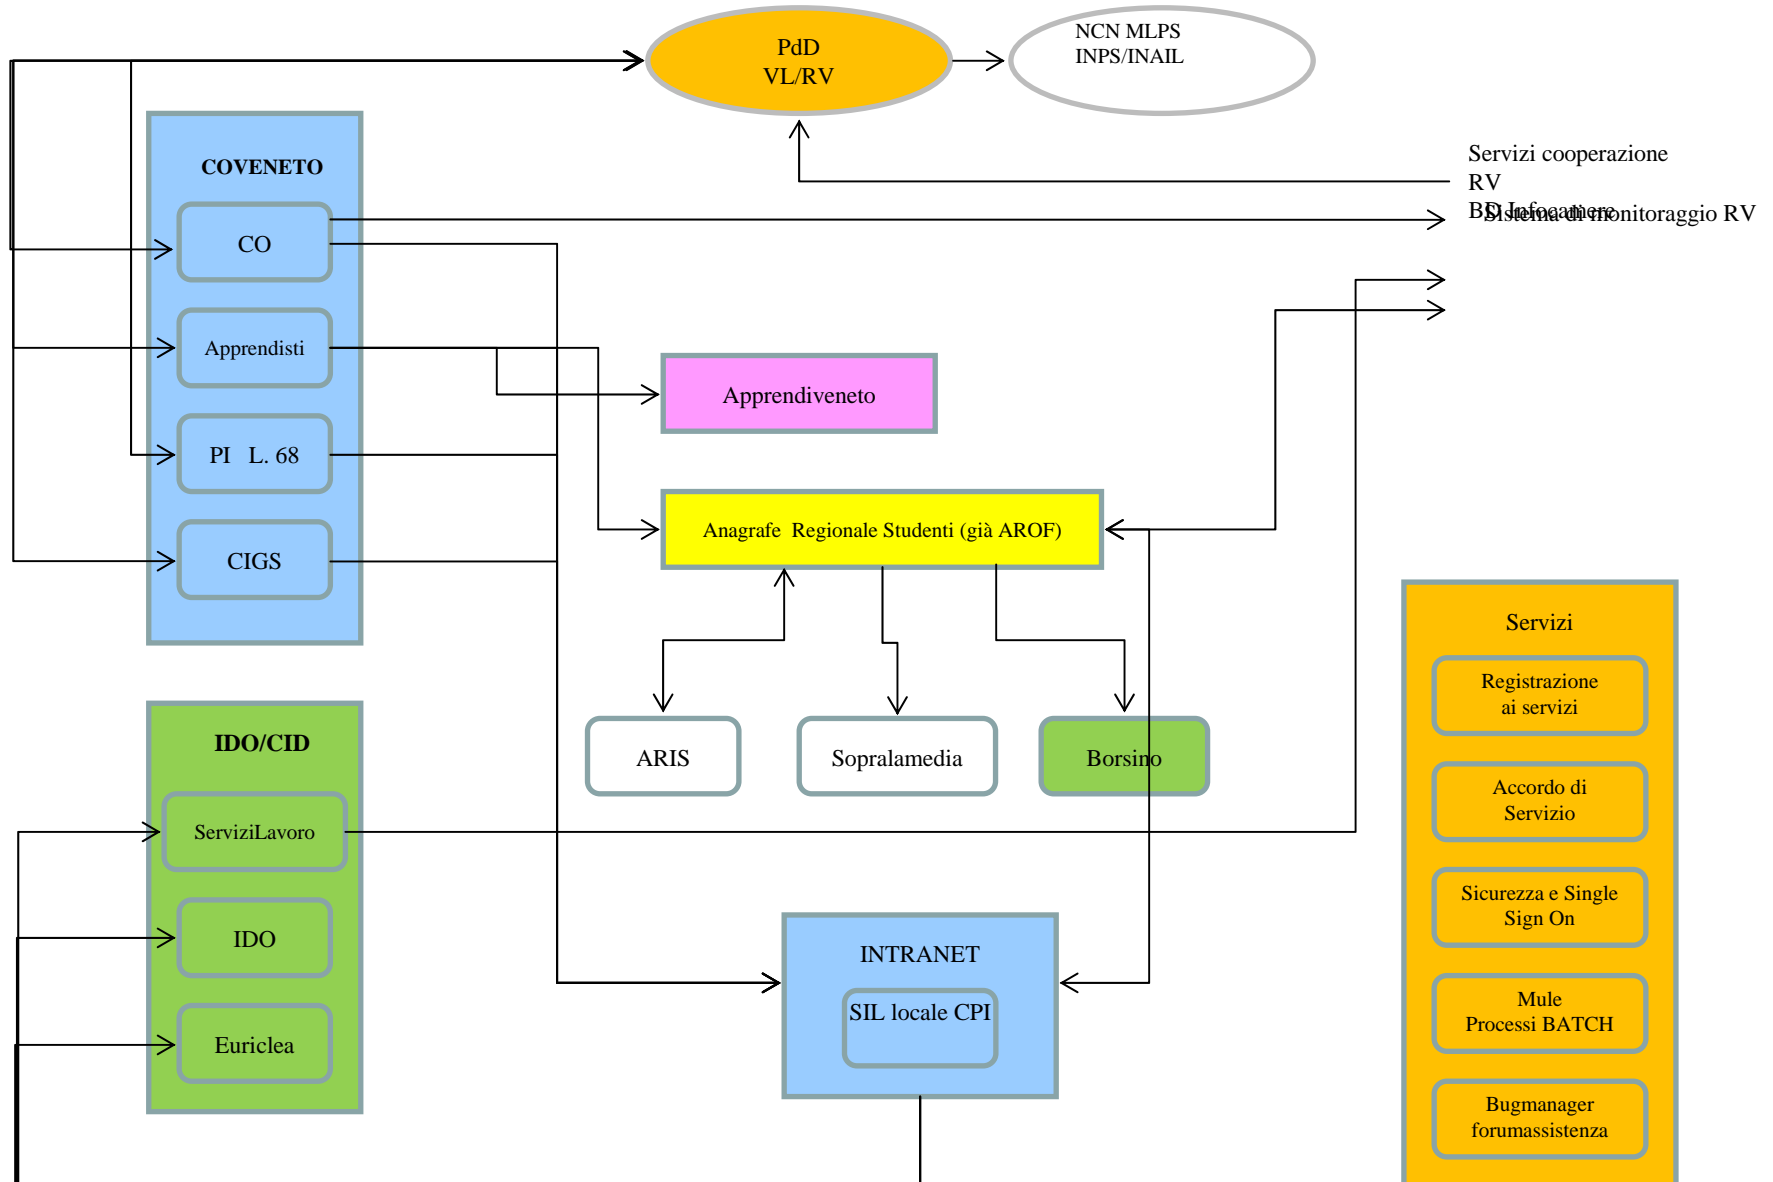 PdD
VL/RV
NCN MLPS
INPS/INAIL
Servizi cooperazione
RV
BD Infocamere
Sistema di monitoraggio RV
COVENETO
CO
Apprendisti
PI   L. 68
CIGS
Apprendiveneto
Anagrafe  Regionale Studenti (già AROF)
ARIS
Sopralamedia
Borsino
IDO/CID
ServiziLavoro
IDO
Euriclea
INTRANET
SIL locale CPI
Servizi
Registrazione
ai servizi
Accordo di
Servizio
Sicurezza e Single
Sign On
Mule
Processi BATCH
Bugmanager
forumassistenza